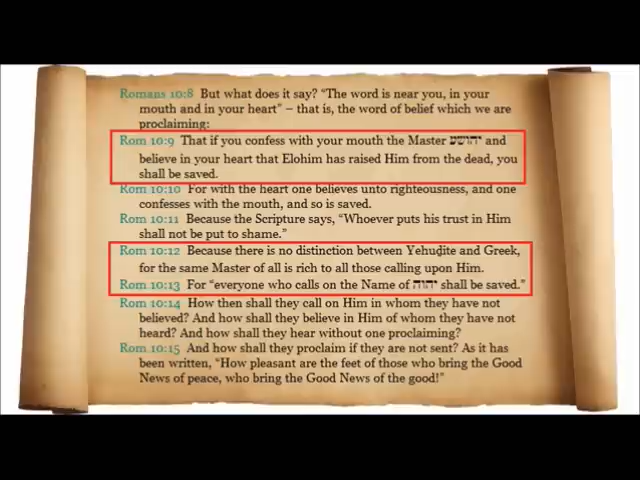 Romans 10:8 But what does it say? “The word is near you, in your
mouth and in your heart” – that is, the word of belief which we are
proclaiming:
Rom 10:9 That if you confess with your mouth the Master יהושע and
believe in your heart that Elohim has raised Him from the dead, you
shall be saved.
Rom 10:10 For with the heart one believes unto righteousness, and one
confesses with the mouth, and so is saved.
Rom 10:11 Because the Scripture says, “Whoever puts his trust in Him
shall not be put to shame.”
Rom 10:12 Because there is no distinction between Yehuḏite and Greek,
for the same Master of all is rich to all those calling upon Him.
Rom 10:13 For “everyone who calls on the Name of יהוה shall be saved.”
Rom 10:14 How then shall they call on Him in whom they have not
believed? And how shall they believe in Him of whom they have not
heard? And how shall they hear without one proclaiming?
Rom 10:15 And how shall they proclaim if they are not sent? As it has
been written, “How pleasant are the feet of those who bring the Good
News of peace, who bring the Good News of the good!”